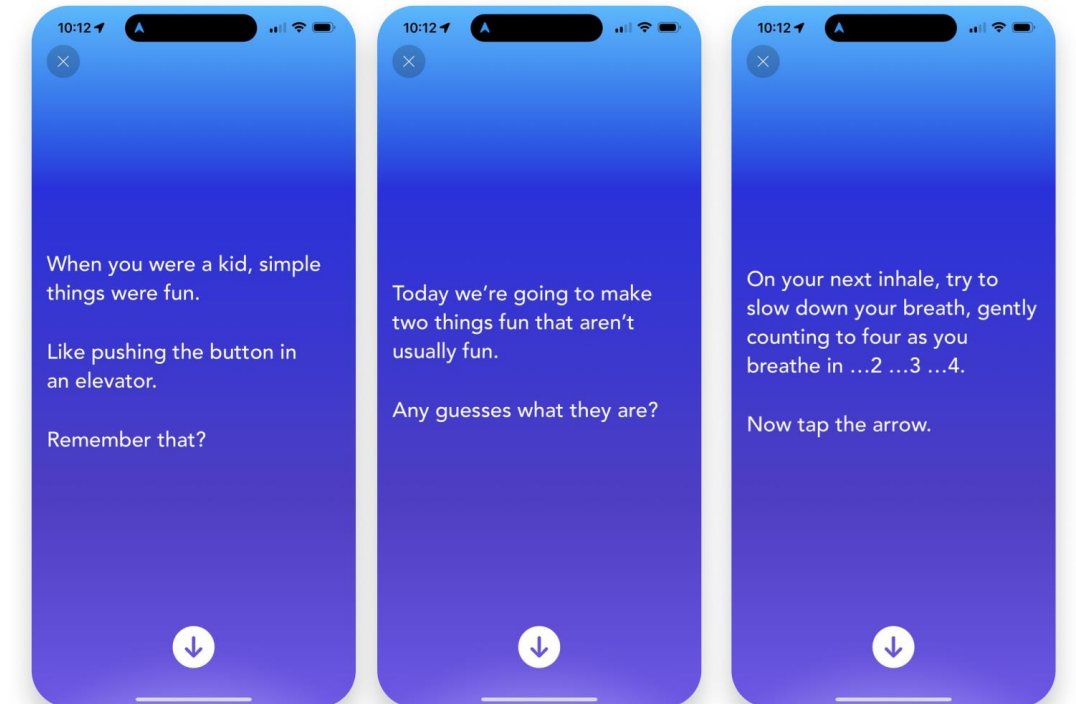 10:12
When you were a kid, simple
things were fun.
Like pushing the button in
an elevator.
Remember that?
10:12
Today we’re going to make
two things fun that aren’t
usually fun.
Any guesses what they are?
10:12
On your next inhale, try to
slow down your breath, gently
counting to four as you
breathe in …2 …3 …4.
Now tap the arrow.